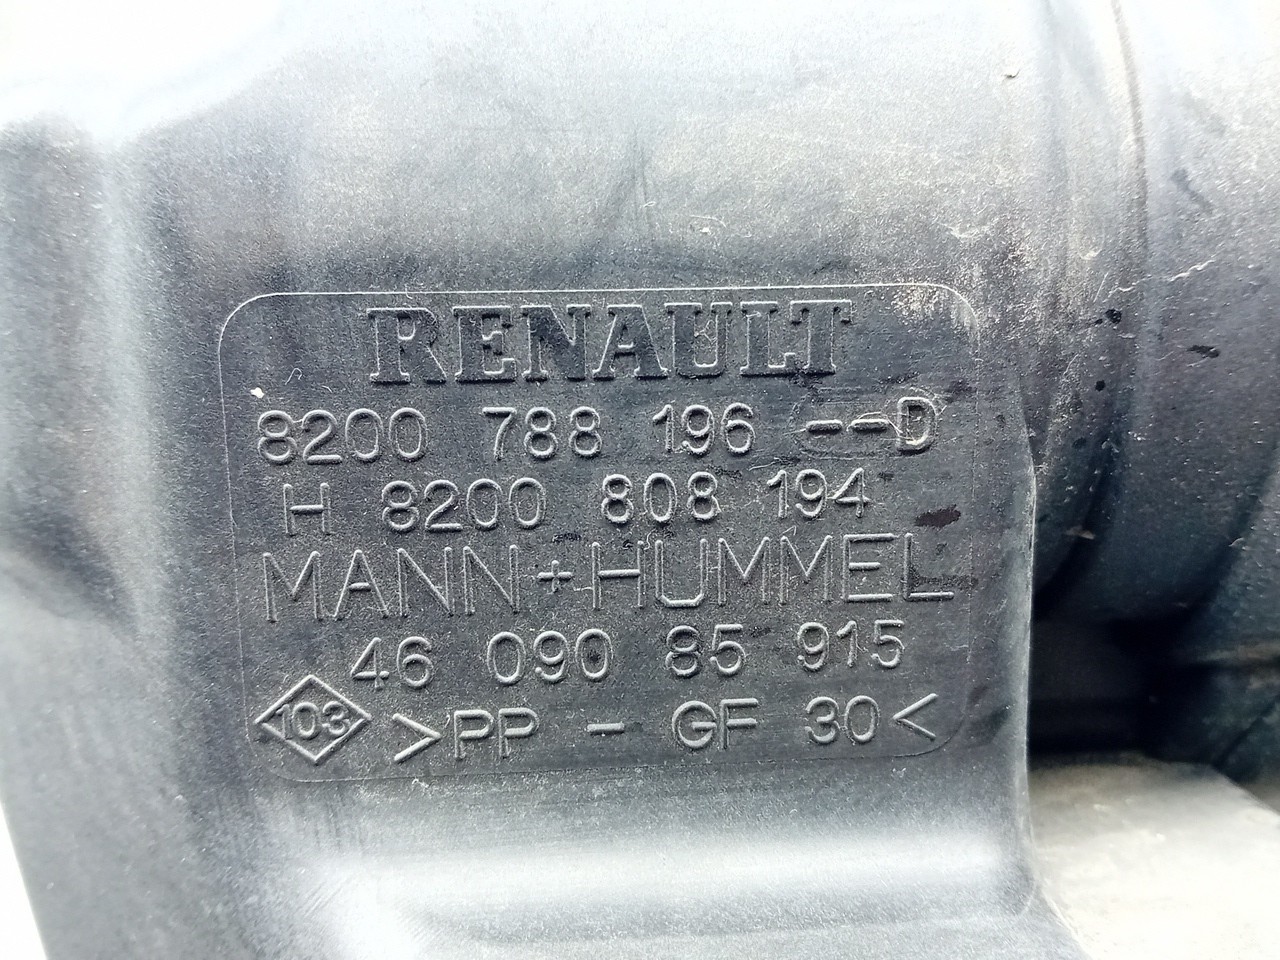 RENAULT
8200 788 196 --D
H 8200 808 194
MANN+HUMMEL
46 090 85 915
103 >PP - GF 30<